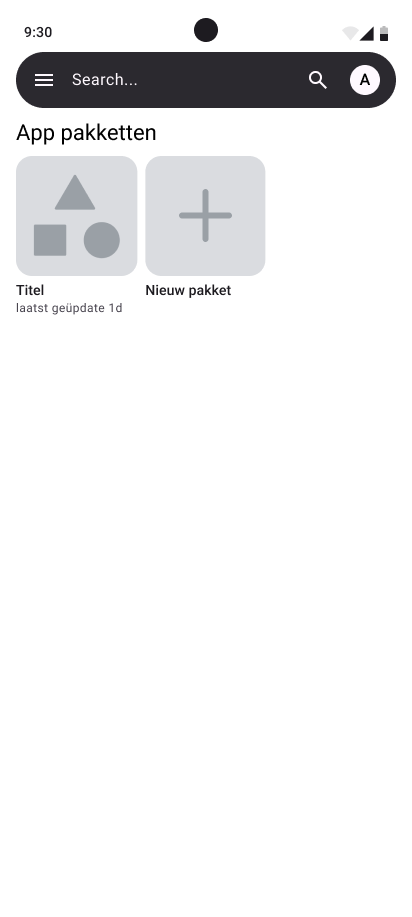 9:30
Search...
A
App pakketten
Titel
Nieuw pakket
laatst geüpdate 1d